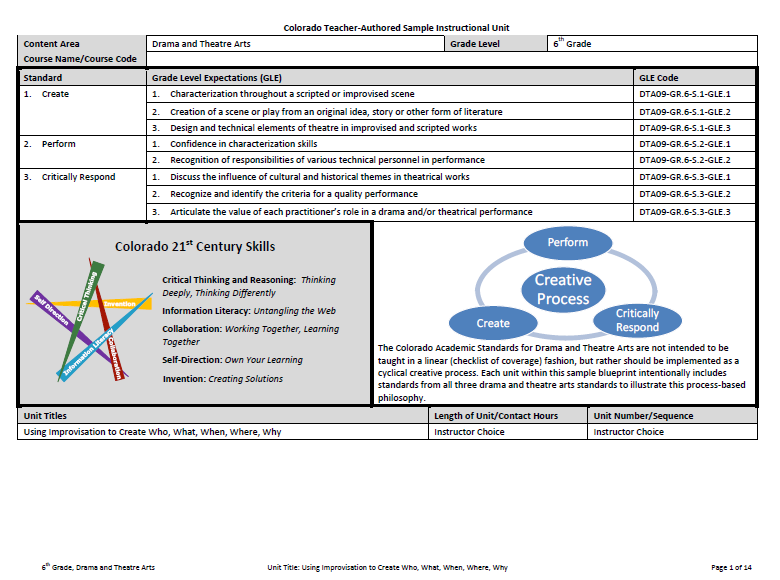 Colorado Teacher-Authored Sample Instructional Unit
Content Area Drama and Theatre Arts Grade Level 6th Grade
Course Name/Course Code
Standard Grade Level Expectations (GLE) GLE Code
1. Create 1. Characterization throughout a scripted or improvised scene DTA09-GR.6-S.1-GLE.1
2. Creation of a scene or play from an original idea, story or other form of literature DTA09-GR.6-S.1-GLE.2
3. Design and technical elements of theatre in improvised and scripted works DTA09-GR.6-S.1-GLE.3
2. Perform 1. Confidence in characterization skills DTA09-GR.6-S.2-GLE.1
2. Recognition of responsibilities of various technical personnel in performance DTA09-GR.6-S.2-GLE.2
3. Critically Respond 1. Discuss the influence of cultural and historical themes in theatrical works DTA09-GR.6-S.3-GLE.1
2. Recognize and identify the criteria for a quality performance DTA09-GR.6-S.3-GLE.2
3. Articulate the value of each practitioner's role in a drama and/or theatrical performance DTA09-GR.6-S.3-GLE.3
Colorado 21st Century Skills
Critical Thinking
Self Direction
Invention
Information Literacy
Collaboration
Critical Thinking and Reasoning: Thinking
Deeply, Thinking Differently
Information Literacy: Untangling the Web
Collaboration: Working Together, Learning
Together
Self-Direction: Own Your Learning
Invention: Creating Solutions
Perform
Creative
Process
Create
Critically
Respond
The Colorado Academic Standards for Drama and Theatre Arts are not intended to be
taught in a linear (checklist of coverage) fashion, but rather should be implemented as a
cyclical creative process. Each unit within this sample blueprint intentionally includes
standards from all three drama and theatre arts standards to illustrate this process-based
philosophy.
Unit Titles Length of Unit/Contact Hours Unit Number/Sequence
Using Improvisation to Create Who, What, When, Where, Why Instructor Choice Instructor Choice
6th Grade, Drama and Theatre Arts Unit Title: Using Improvisation to Create Who, What, When, Where, Why Page 1 of 14